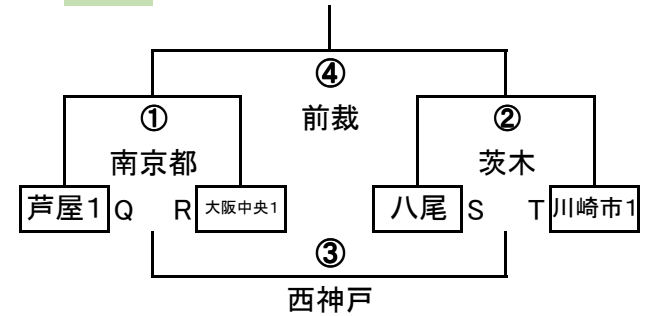 ④
① 前裁 ②
南京都 茨木
芦屋1 Q R 大阪中央1 八尾 S T 川崎市1
③
西神戸